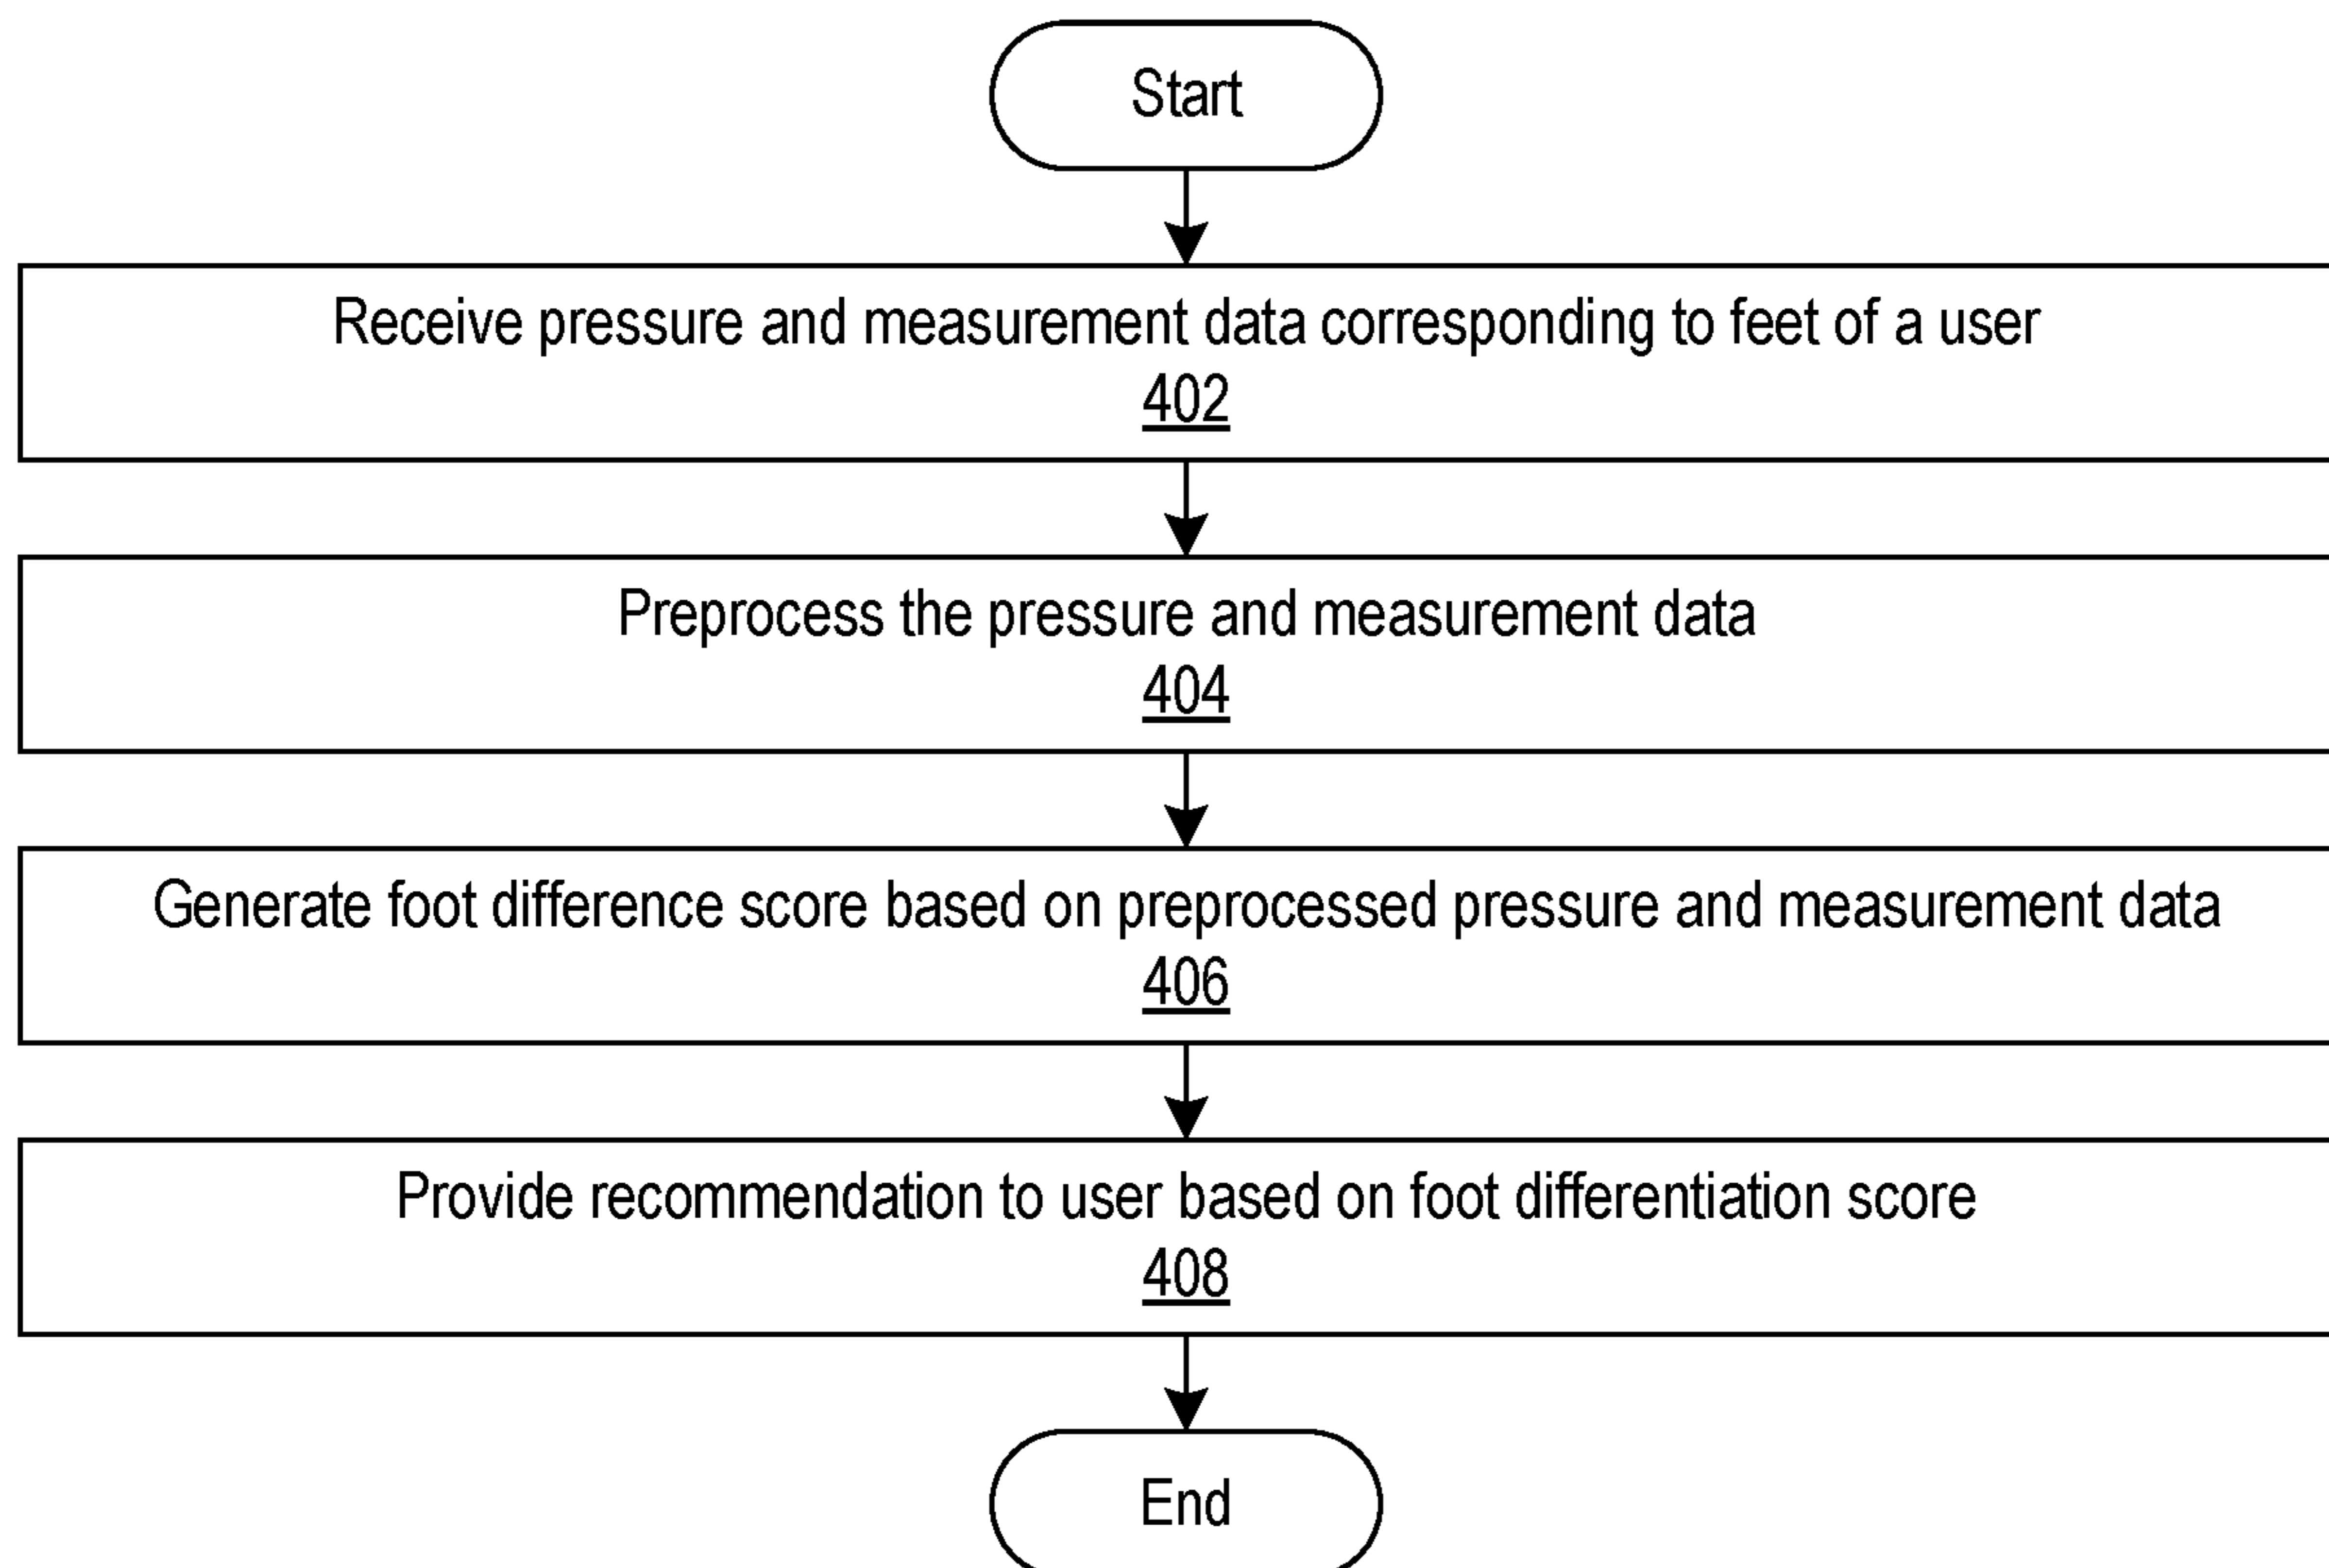 Start
Receive pressure and measurement data corresponding to feet of a user
402
Preprocess the pressure and measurement data
404
Generate foot difference score based on preprocessed pressure and measurement data
406
Provide recommendation to user based on foot differentiation score
408
End